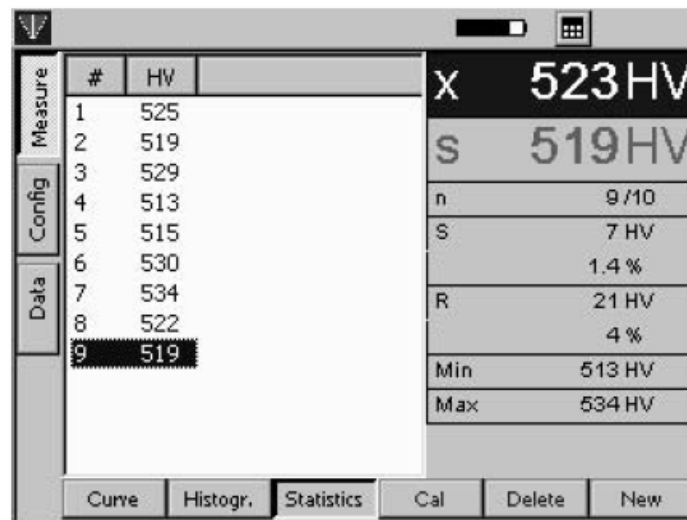 Measure
Config
Data
# HV
1 525
2 519
3 529
4 513
5 515
6 530
7 534
8 522
9 519
X 523 HV
S 519 HV
n 9/10
S 7 HV
1.4 %
R 21 HV
4 %
Min 513 HV
Max 534 HV
Curve Histogr. Statistics Cal Delete New